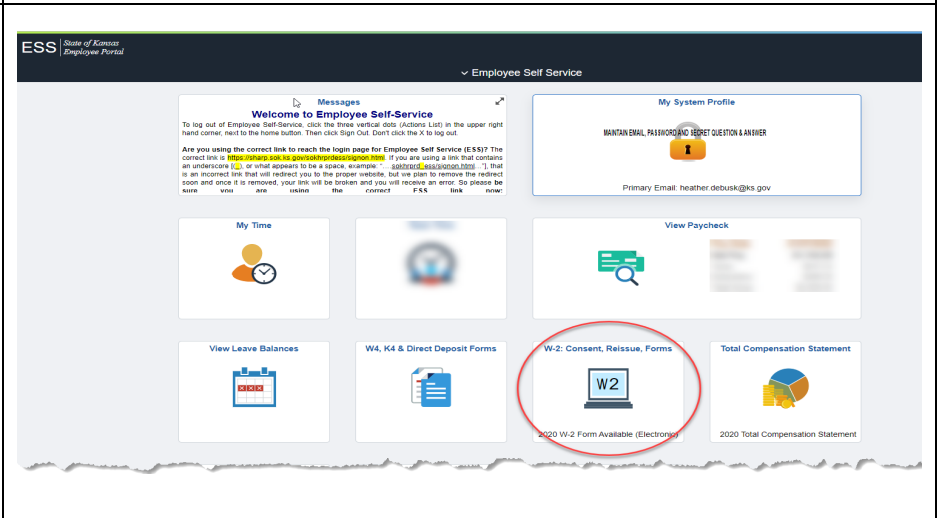 ESS State of Kansas
Employee Portal
Employee Self Service
Messages
Welcome to Employee Self-Service
To log out of Employee Self-Service, click the three vertical dots (Actions List) in the upper right
hand corner, next to the home button. Then click Sign Out. Don't click the X to log out.
Are you using the correct link to reach the login page for Employee Self Service (ESS)? The
correct link is https://sharp.sok.ks.gov/sokhrprdess/signon.html. If you are using a link that contains
an underscore [(_), or what appears to be a space, example: "….sokhrprd_ess/signon.html…"], that
is an incorrect link that will redirect you to the proper website, but we plan to remove the redirect
soon and once it is removed, your link will be broken and you will receive an error. So please be
sure you are using the correct ESS link now:
My System Profile
MAINTAIN EMAIL, PASSWORD AND SECRET QUESTION & ANSWER
Primary Email: heather.debusk@ks.gov
My Time
View Paycheck
View Leave Balances
W4, K4 & Direct Deposit Forms
W-2: Consent, Reissue, Forms
W2
2020 W-2 Form Available (Electronic)
Total Compensation Statement
2020 Total Compensation Statement